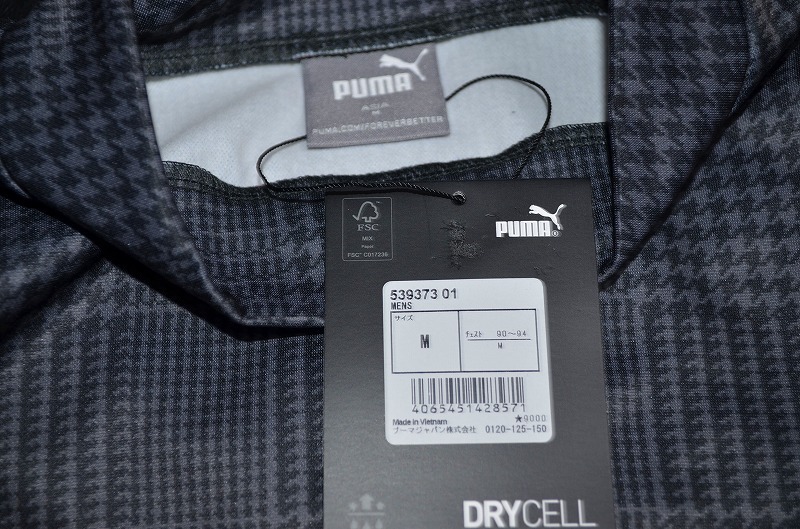 PUMA
ASIA
M
PUMA.COM/FOREVERBETTER
FSC
MIX
Paper
FSC® C017236
PUMA
539373 01
MENS
サイズ
M
チェスト 90～94
M
4065451428571
Made in Vietnam ★9000
プーマジャパン株式会社 0120-125-150
DRYCELL